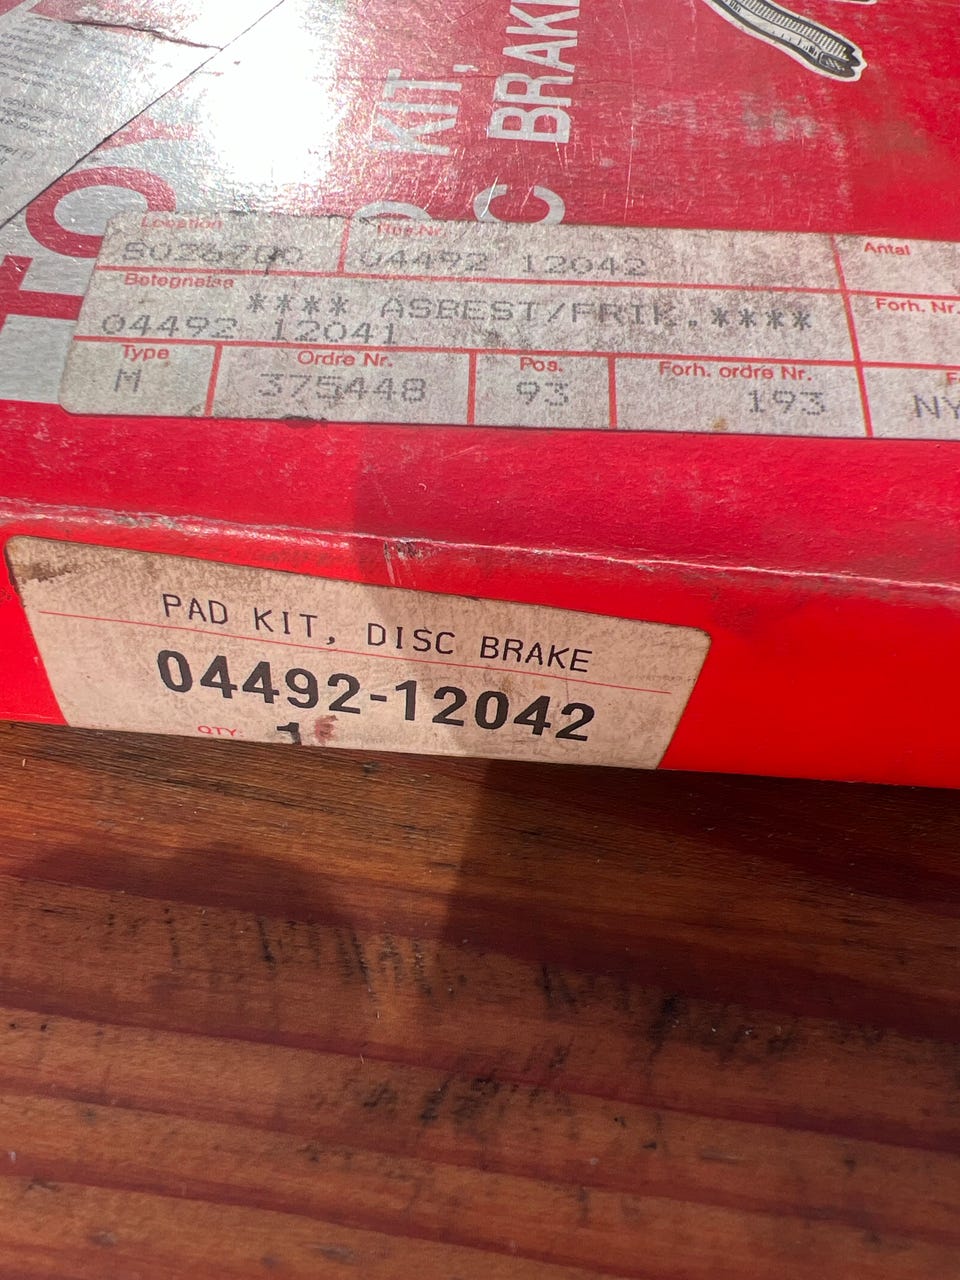 KIT,
BRAKE
Location
Antal
04492 12042
Betegnelse
**** ASBEST/FRIK.****
Forh. Nr.
04492 12041
Type
Ordre Nr.
Pos.
Forh. ordre Nr.
M
375448
93
193
NY
PAD KIT, DISC BRAKE
04492-12042
QTY: 1